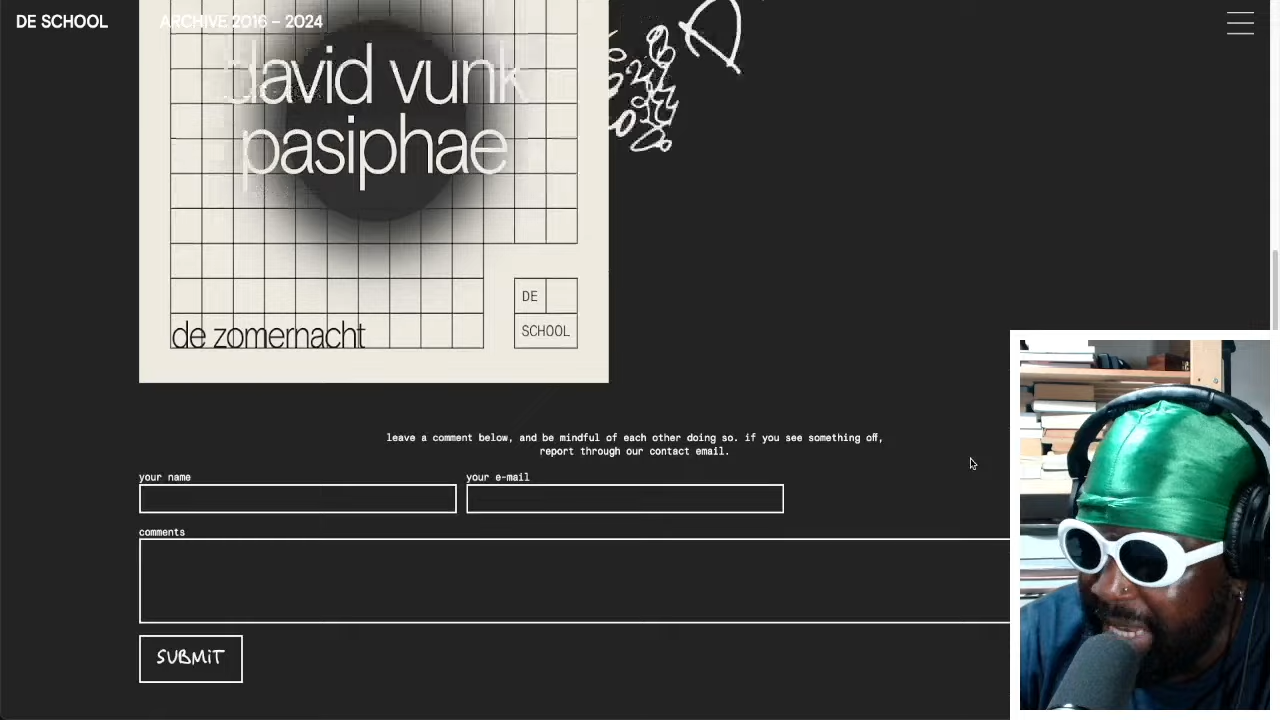 DE SCHOOL
ARCHIVE 2016 – 2024
david vunk
pasiphae
DE
SCHOOL
de zomernacht
leave a comment below, and be mindful of each other doing so. if you see something off,
report through our contact email.
your name
your e-mail
comments
SUBMIT